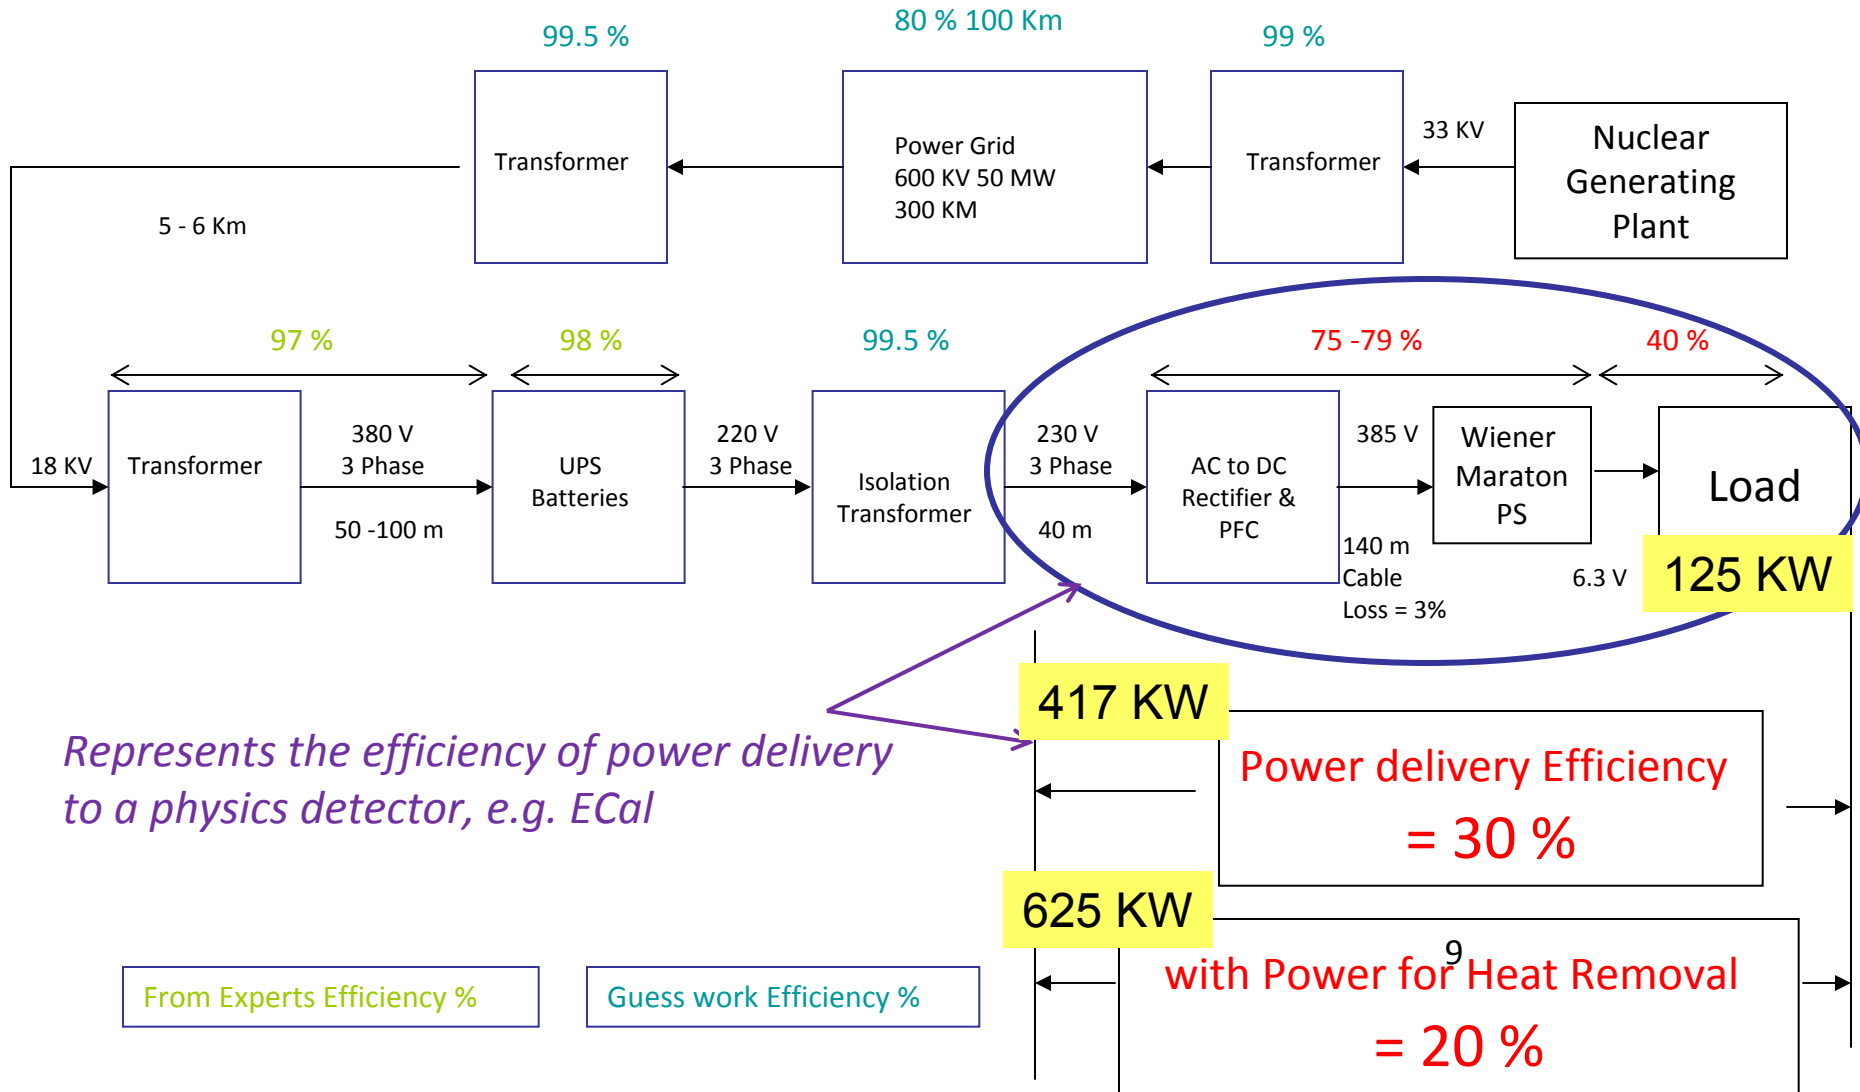 99.5 %
80 % 100 Km
99 %
Transformer
Power Grid
600 KV 50 MW
300 KM
Transformer
33 KV
Nuclear
Generating
Plant
5 - 6 Km
97 %
98 %
99.5 %
75 -79 %
40 %
18 KV
Transformer
380 V
3 Phase
50 -100 m
UPS
Batteries
220 V
3 Phase
Isolation
Transformer
230 V
3 Phase
40 m
AC to DC
Rectifier &
PFC
385 V
140 m
Cable
Loss = 3%
Wiener
Maraton
PS
6.3 V
Load
125 KW
417 KW
Represents the efficiency of power delivery
to a physics detector, e.g. ECal
Power delivery Efficiency
= 30 %
625 KW
9
with Power for Heat Removal
= 20 %
From Experts Efficiency %
Guess work Efficiency %